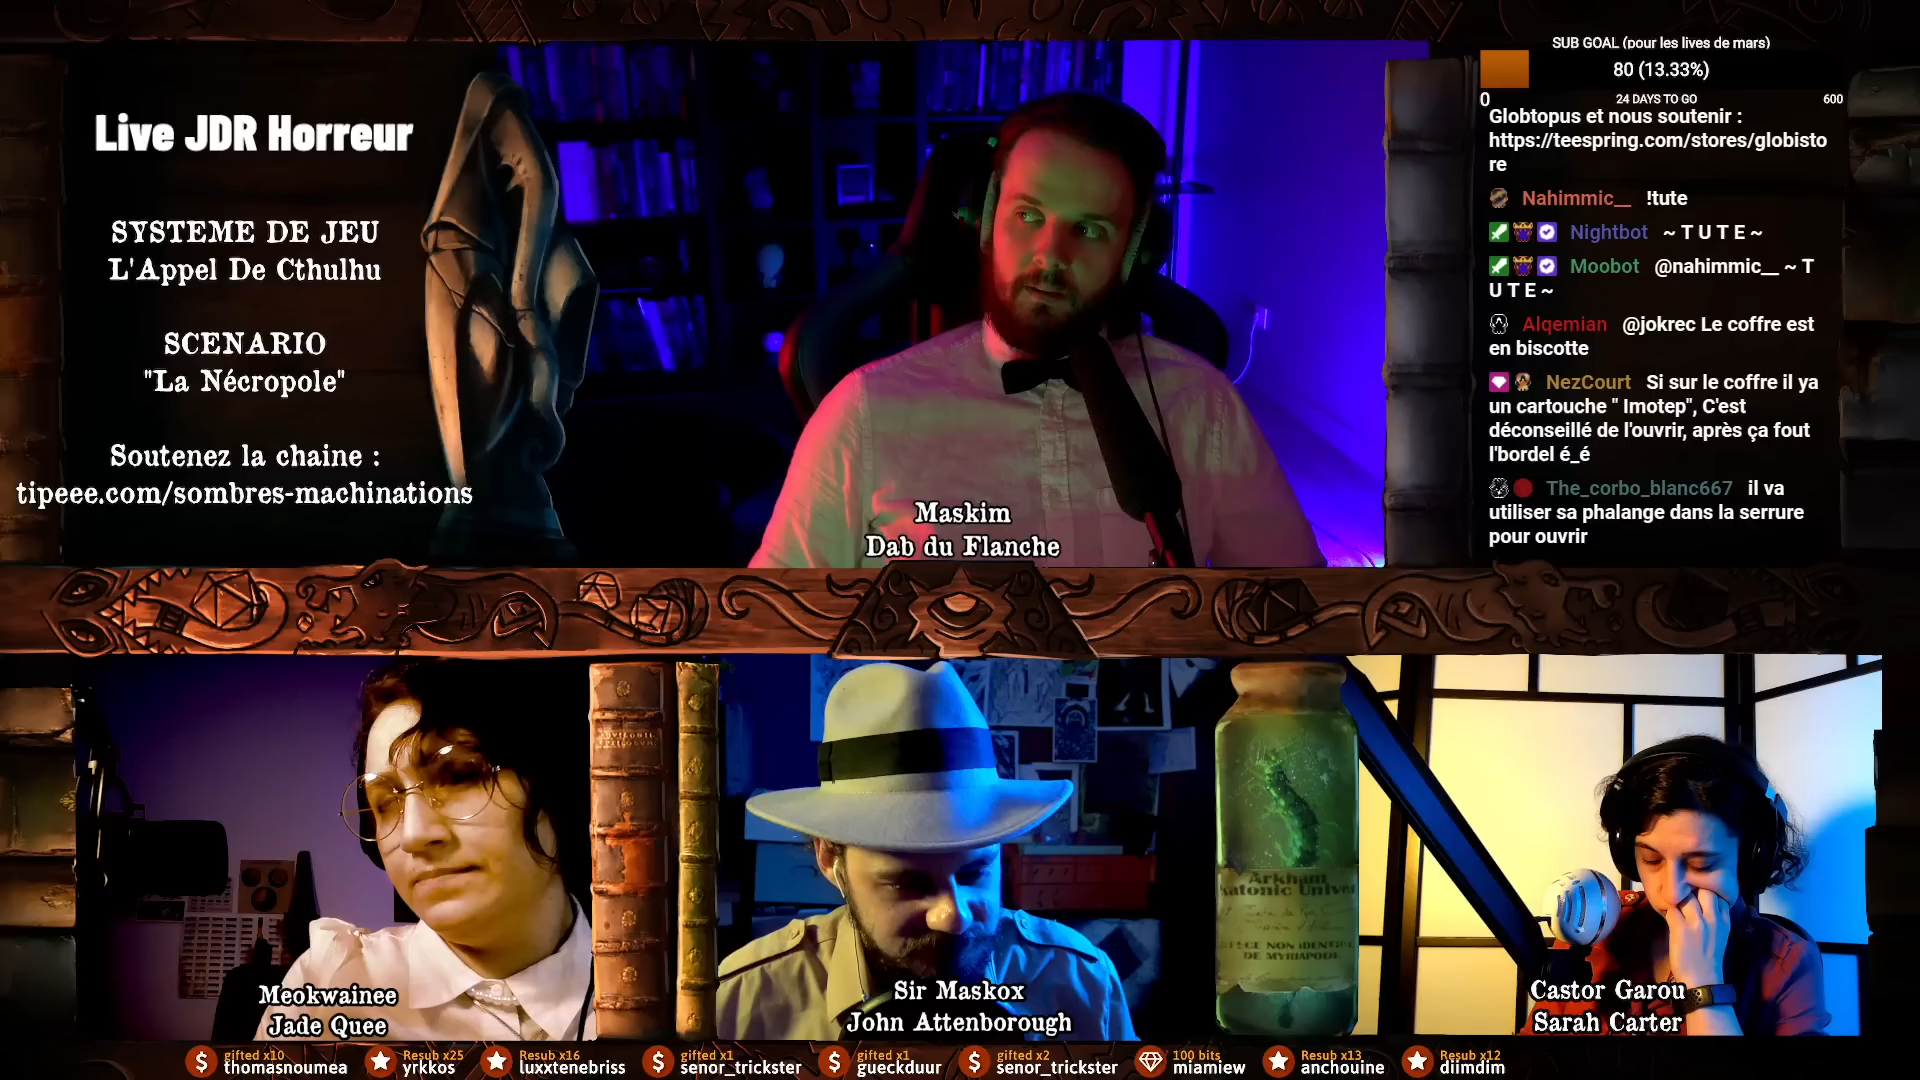 SUB GOAL (pour les lives de mars)
80 (13.33%)
0
24 DAYS TO GO
600
Live JDR Horreur
SYSTEME DE JEU
L'Appel De Cthulhu
SCENARIO
"La Nécropole"
Soutenez la chaine :
tipeee.com/sombres-machinations
Globtopus et nous soutenir :
https://teespring.com/stores/globisto
re
Nahimmic__ !tute
Nightbot ~ T U T E ~
Moobot @nahimmic__ ~ T
U T E ~
Alqemian @jokrec Le coffre est
en biscotte
NezCourt Si sur le coffre il ya
un cartouche " Imotep", C'est
déconseillé de l'ouvrir, après ça fout
l'bordel é_é
The_corbo_blanc667 il va
utiliser sa phalange dans la serrure
pour ouvrir
Maskim
Dab du Flanche
Arkham
katonic Univer
DE MYRIAPODE
Meokwainee
Jade Quee
Sir Maskox
John Attenborough
Castor Garou
Sarah Carter
gifted x10
thomasnoumea
Resub x25
yrkkos
Resub x16
luxxtenebriss
gifted x1
senor_trickster
gifted x1
gueckduur
gifted x2
senor_trickster
100 bits
miamiew
Resub x13
anchouine
Resub x12
diimdim